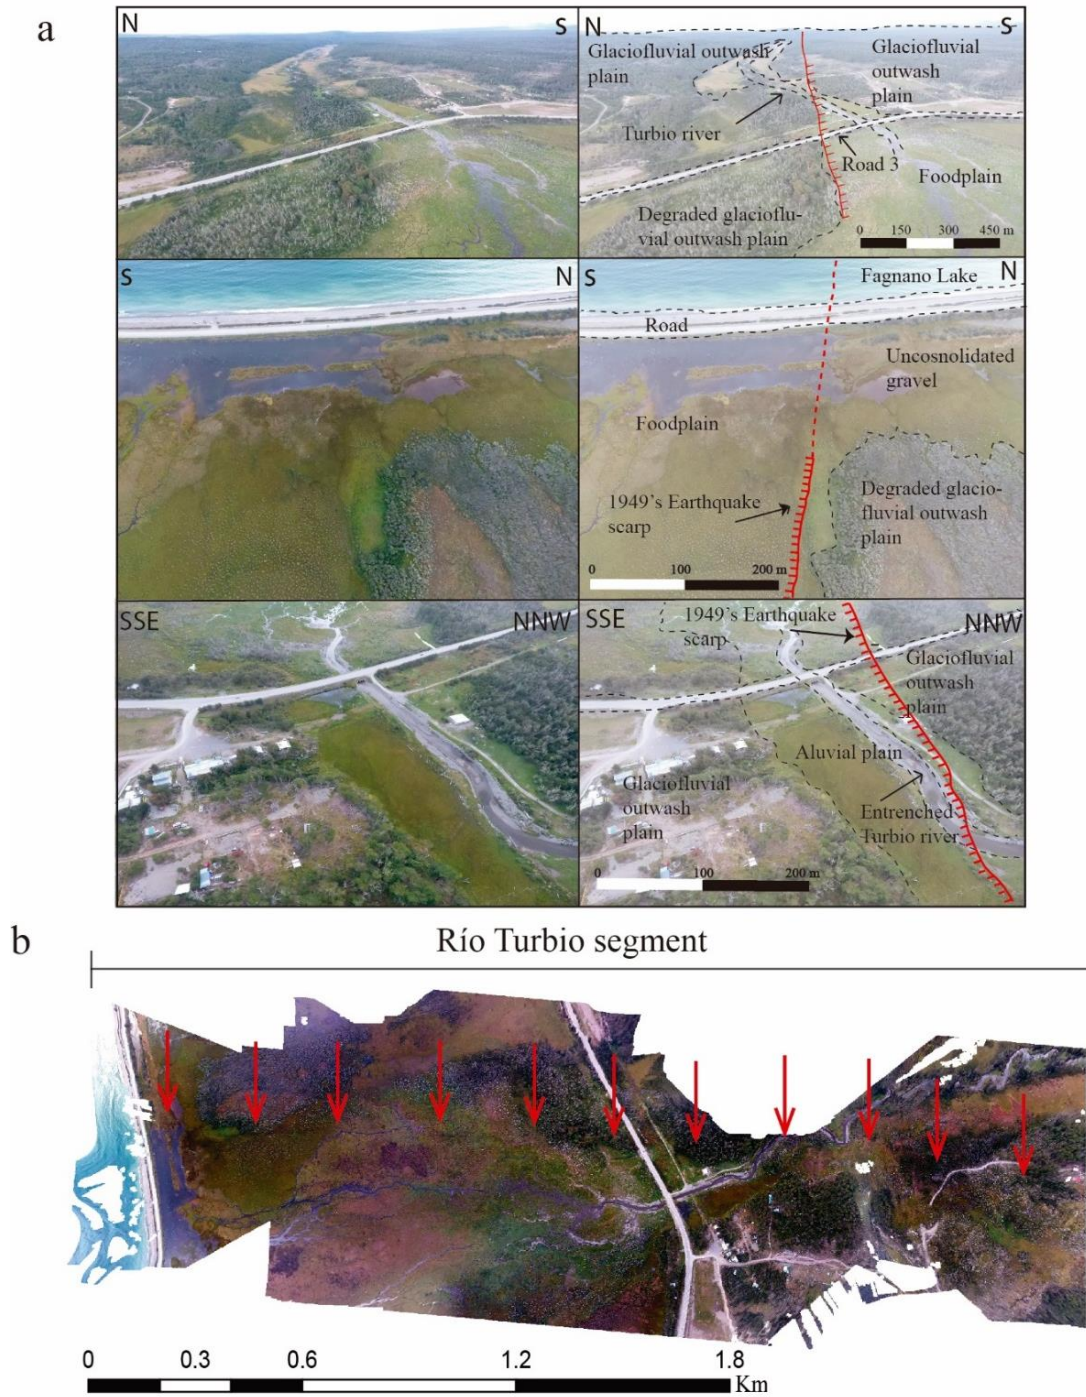 a
N
S
N
S
Glaciofluvial outwash
plain
Glaciofluvial
outwash
plain
Turbio river
Road 3
Foodplain
Degraded glacioflu-
vial outwash plain
0 150 300 450 m
S
N
S
N
Fagnano Lake
Road
Uncosnolidated
gravel
Foodplain
1949's Earthquake
scarp
Degraded glacio-
fluvial outwash
plain
0 100 200 m
SSE
NNW
SSE
NNW
1949's Earthquake
scarp
Glaciofluvial
outwash
plain
Aluvial plain
Glaciofluvial
outwash
plain
Entrenched
Turbio river
0 100 200 m
b
Río Turbio segment
0 0.3 0.6 1.2 1.8
Km